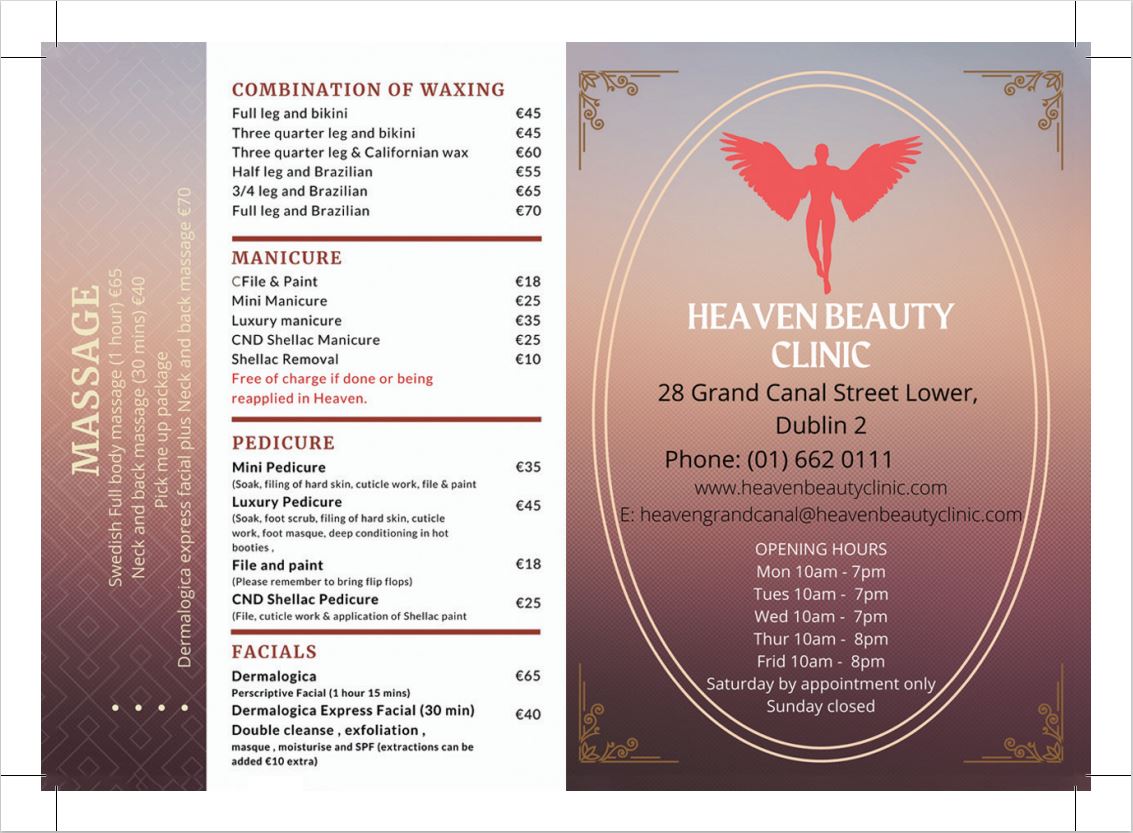 MASSAGE
Swedish Full body massage (1 hour) €65
Neck and back massage (30 mins) €40
Pick me up package
Dermalogica express facial plus Neck and back massage €70
COMBINATION OF WAXING
Full leg and bikini €45
Three quarter leg and bikini €45
Three quarter leg & Californian wax €60
Half leg and Brazilian €55
3/4 leg and Brazilian €65
Full leg and Brazilian €70
MANICURE
CFile & Paint €18
Mini Manicure €25
Luxury manicure €35
CND Shellac Manicure €25
Shellac Removal €10
Free of charge if done or being
reapplied in Heaven.
PEDICURE
Mini Pedicure €35
(Soak, filing of hard skin, cuticle work, file & paint
Luxury Pedicure €45
(Soak, foot scrub, filing of hard skin, cuticle
work, foot masque, deep conditioning in hot
booties ,
File and paint €18
(Please remember to bring flip flops)
CND Shellac Pedicure €25
(File, cuticle work & application of Shellac paint
FACIALS
Dermalogica €65
Perscriptive Facial (1 hour 15 mins)
Dermalogica Express Facial (30 min) €40
Double cleanse , exfoliation ,
masque , moisturise and SPF (extractions can be
added €10 extra)
HEAVEN BEAUTY
CLINIC
28 Grand Canal Street Lower,
Dublin 2
Phone: (01) 662 0111
www.heavenbeautyclinic.com
E: heavengrandcanal@heavenbeautyclinic.com
OPENING HOURS
Mon 10am - 7pm
Tues 10am - 7pm
Wed 10am - 7pm
Thur 10am - 8pm
Frid 10am - 8pm
Saturday by appointment only
Sunday closed